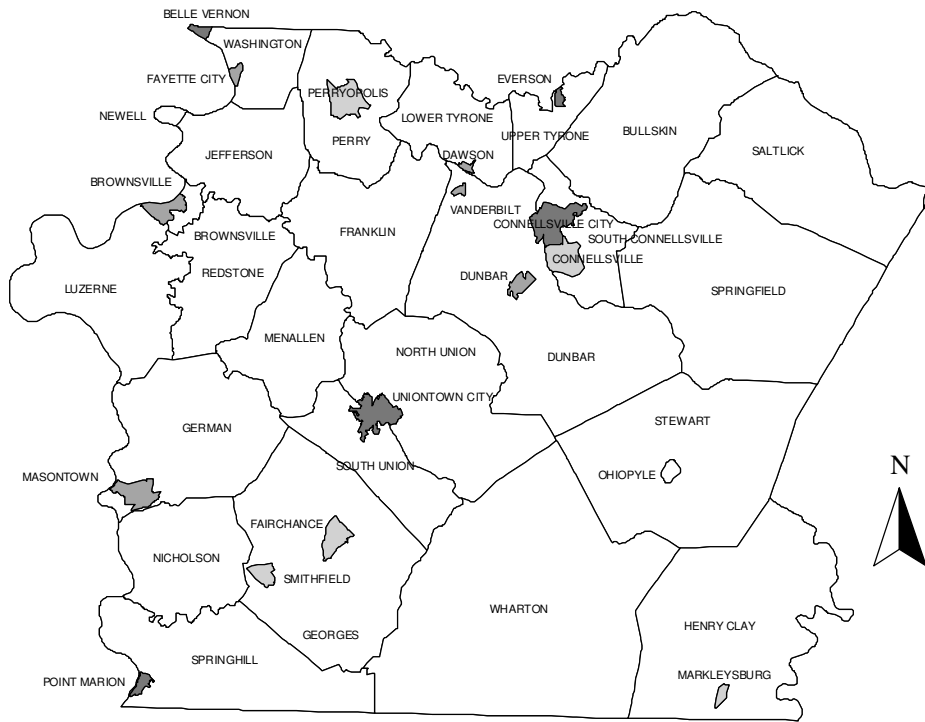 BELLE VERNON
WASHINGTON
FAYETTE CITY
EVERSON
PERRYOPOLIS
NEWELL
LOWER TYRONE
BULLSKIN
UPPER TYRONE
PERRY
SALTLICK
JEFFERSON
DAWSON
BROWNSVILLE
VANDERBILT
CONNELLSVILLE CITY
FRANKLIN
BROWNSVILLE
SOUTH CONNELLSVILLE
CONNELLSVILLE
REDSTONE
DUNBAR
LUZERNE
SPRINGFIELD
MENALLEN
NORTH UNION
DUNBAR
UNIONTOWN CITY
STEWART
GERMAN
SOUTH UNION
N
MASONTOWN
OHIOPYLE
FAIRCHANCE
NICHOLSON
SMITHFIELD
WHARTON
HENRY CLAY
GEORGES
SPRINGHILL
MARKLEYSBURG
POINT MARION